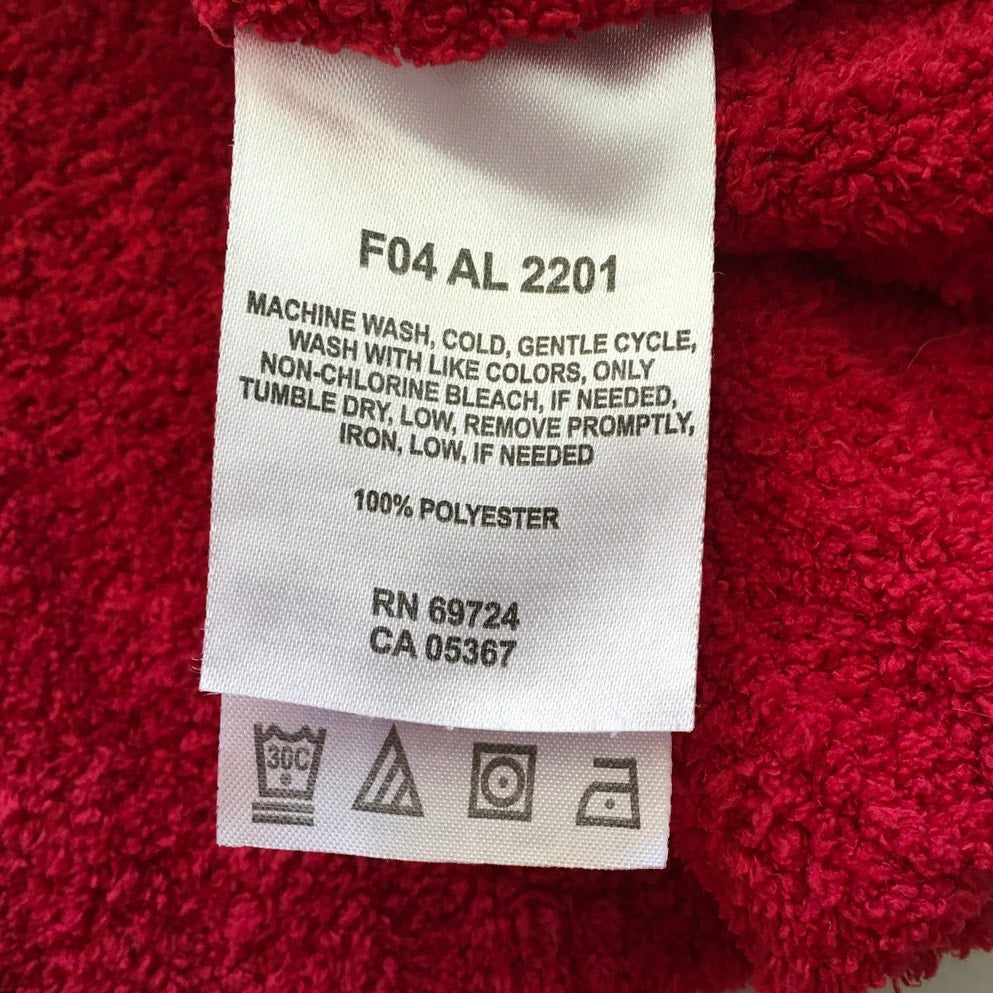 F04 AL 2201
MACHINE WASH, COLD, GENTLE CYCLE,
WASH WITH LIKE COLORS, ONLY
NON-CHLORINE BLEACH, IF NEEDED,
TUMBLE DRY, LOW, REMOVE PROMPTLY,
IRON, LOW, IF NEEDED
100% POLYESTER
RN 69724
CA 05367
30C